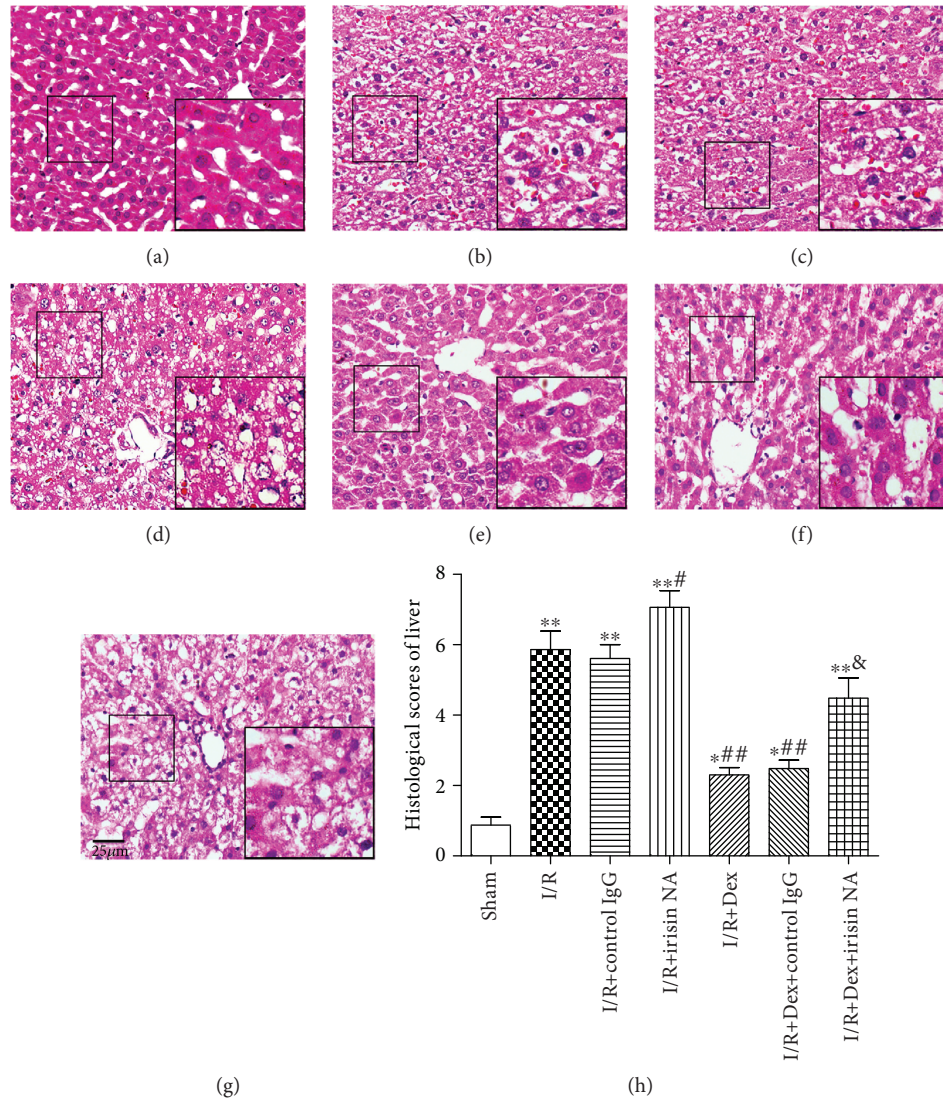 (a)
(b)
(c)
(d)
(e)
(f)
25μm
(g)
Histological scores of liver
8
6
4
2
0
**
**
**#
*##
*##
**&
Sham
I/R
I/R+control IgG
I/R+irisin NA
I/R+Dex
I/R+Dex+control IgG
I/R+Dex+irisin NA
(h)